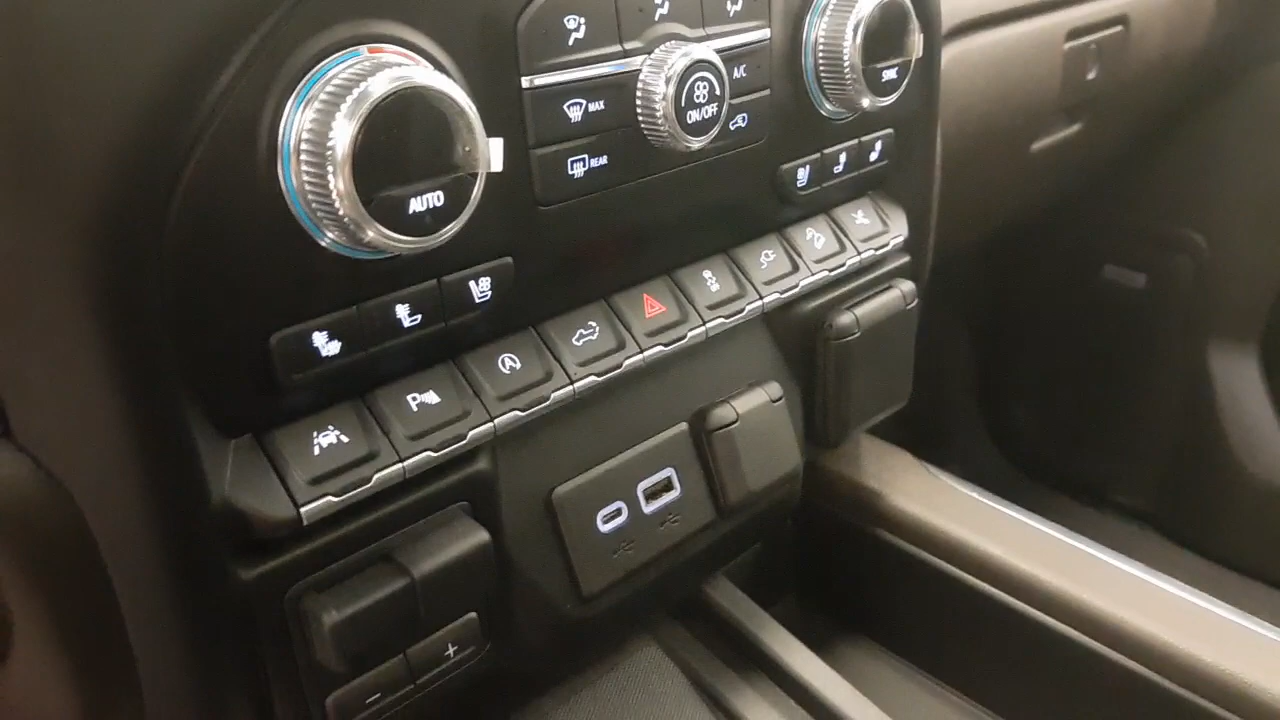 MAX
REAR
ON/OFF
A/C
SYNC
AUTO
P
A
+
−